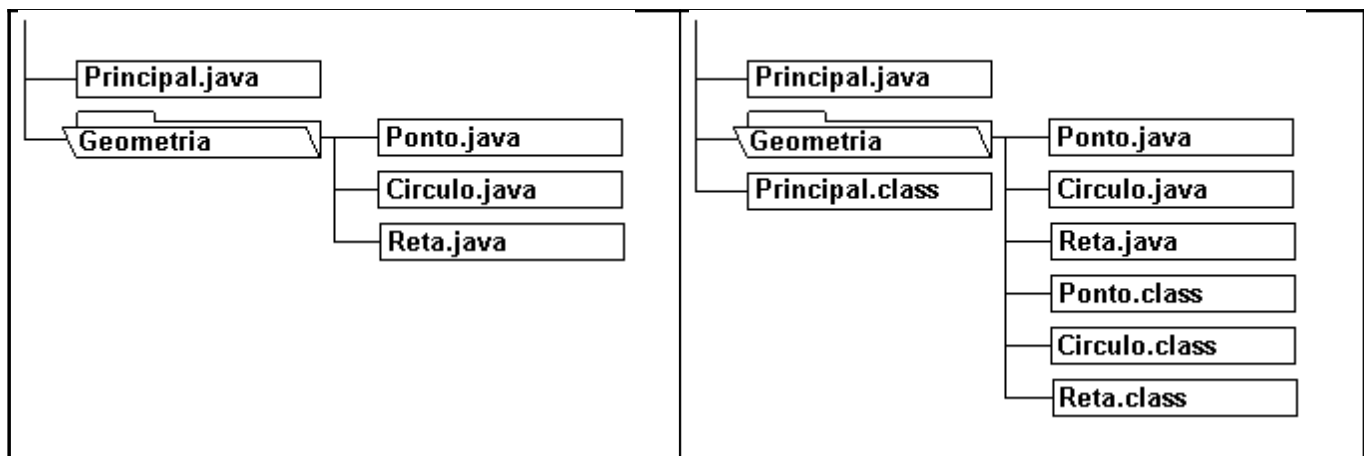 Principal.java
Geometria
Ponto.java
Circulo.java
Reta.java
Principal.java
Geometria
Principal.class
Ponto.java
Circulo.java
Reta.java
Ponto.class
Circulo.class
Reta.class